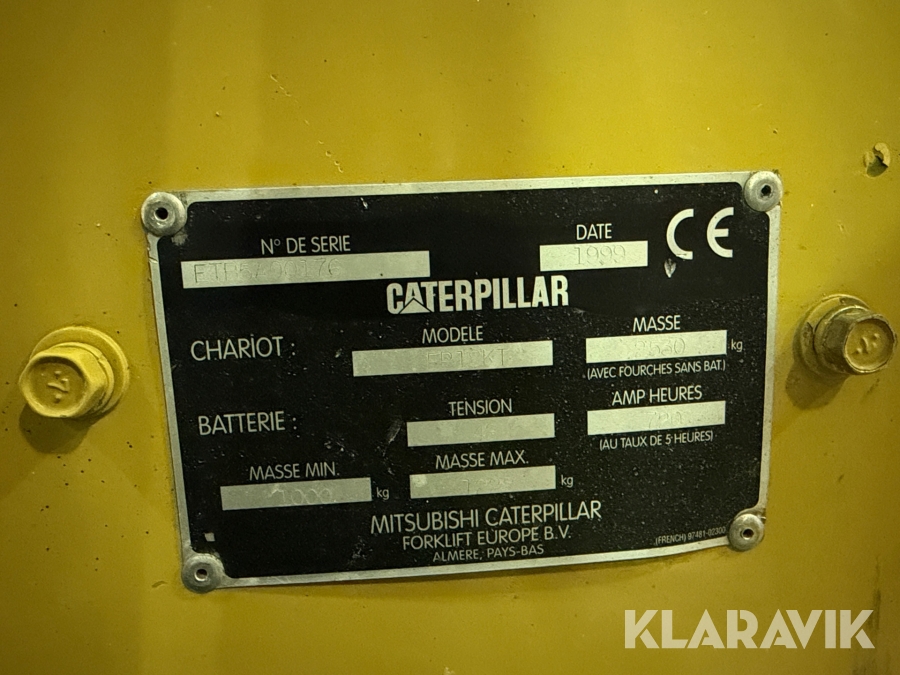 N° DE SERIE
DATE
1999
CE
CATERPILLAR
CHARIOT :
MODELE
MASSE
kg
(AVEC FOURCHES SANS BAT.)
BATTERIE :
TENSION
AMP HEURES
(AU TAUX DE 5 HEURES)
MASSE MIN.
1000 kg
MASSE MAX.
kg
MITSUBISHI CATERPILLAR
FORKLIFT EUROPE B.V.
ALMERE, PAYS-BAS
(FRENCH) 97461-02300
KLARAVIK